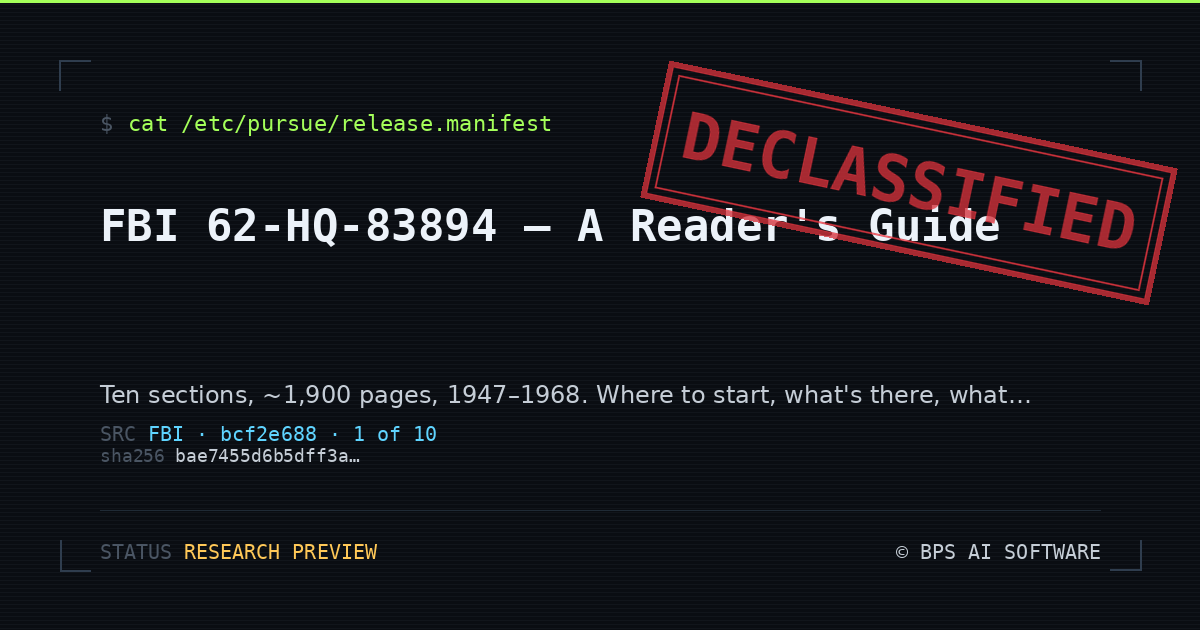 $ cat /etc/pursue/release.manifest
DECLASSIFIED
FBI 62-HQ-83894 — A Reader's Guide
Ten sections, ~1,900 pages, 1947–1968. Where to start, what's there, what…
SRC FBI · bcf2e688 · 1 of 10
sha256 bae7455d6b5dff3a…
STATUS RESEARCH PREVIEW
© BPS AI SOFTWARE